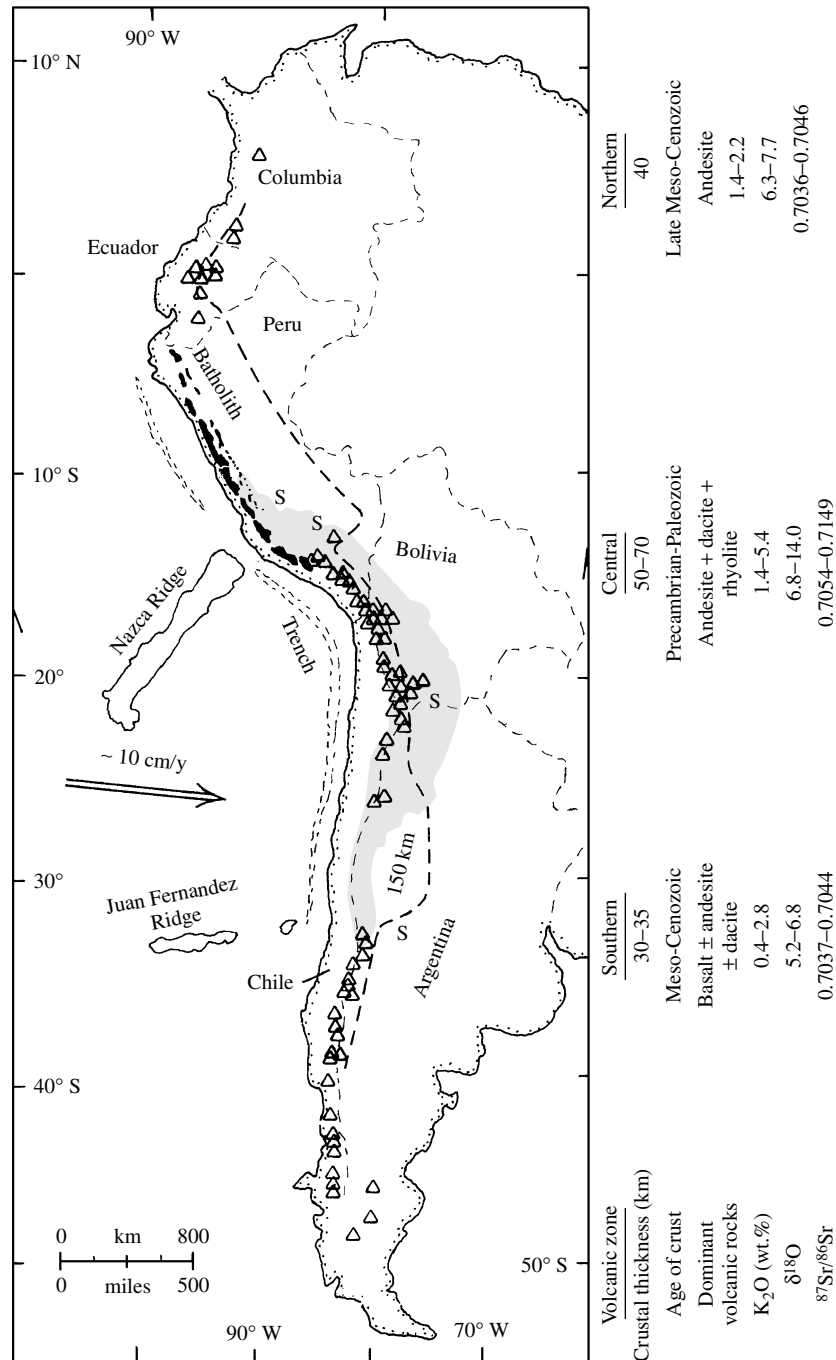 90° W
10° N
Columbia
Ecuador
Peru
Batholith
10° S
S
S
Bolivia
Nazca Ridge
Trench
20°
S
~ 10 cm/y
30°
150 km
Juan Fernandez
Ridge
S
Argentina
Chile
40° S
0 km 800
0 miles 500
50° S
90° W
70° W
Volcanic zone
Crustal thickness (km)
Age of crust
Dominant
volcanic rocks
K₂O (wt.%)
δ¹⁸O
⁸⁷Sr/⁸⁶Sr
Southern
30–35
Meso-Cenozoic
Basalt ± andesite
± dacite
0.4–2.8
5.2–6.8
0.7037–0.7044
Central
50–70
Precambrian-Paleozoic
Andesite + dacite +
rhyolite
1.4–5.4
6.8–14.0
0.7054–0.7149
Northern
40
Late Meso-Cenozoic
Andesite
1.4–2.2
6.3–7.7
0.7036–0.7046